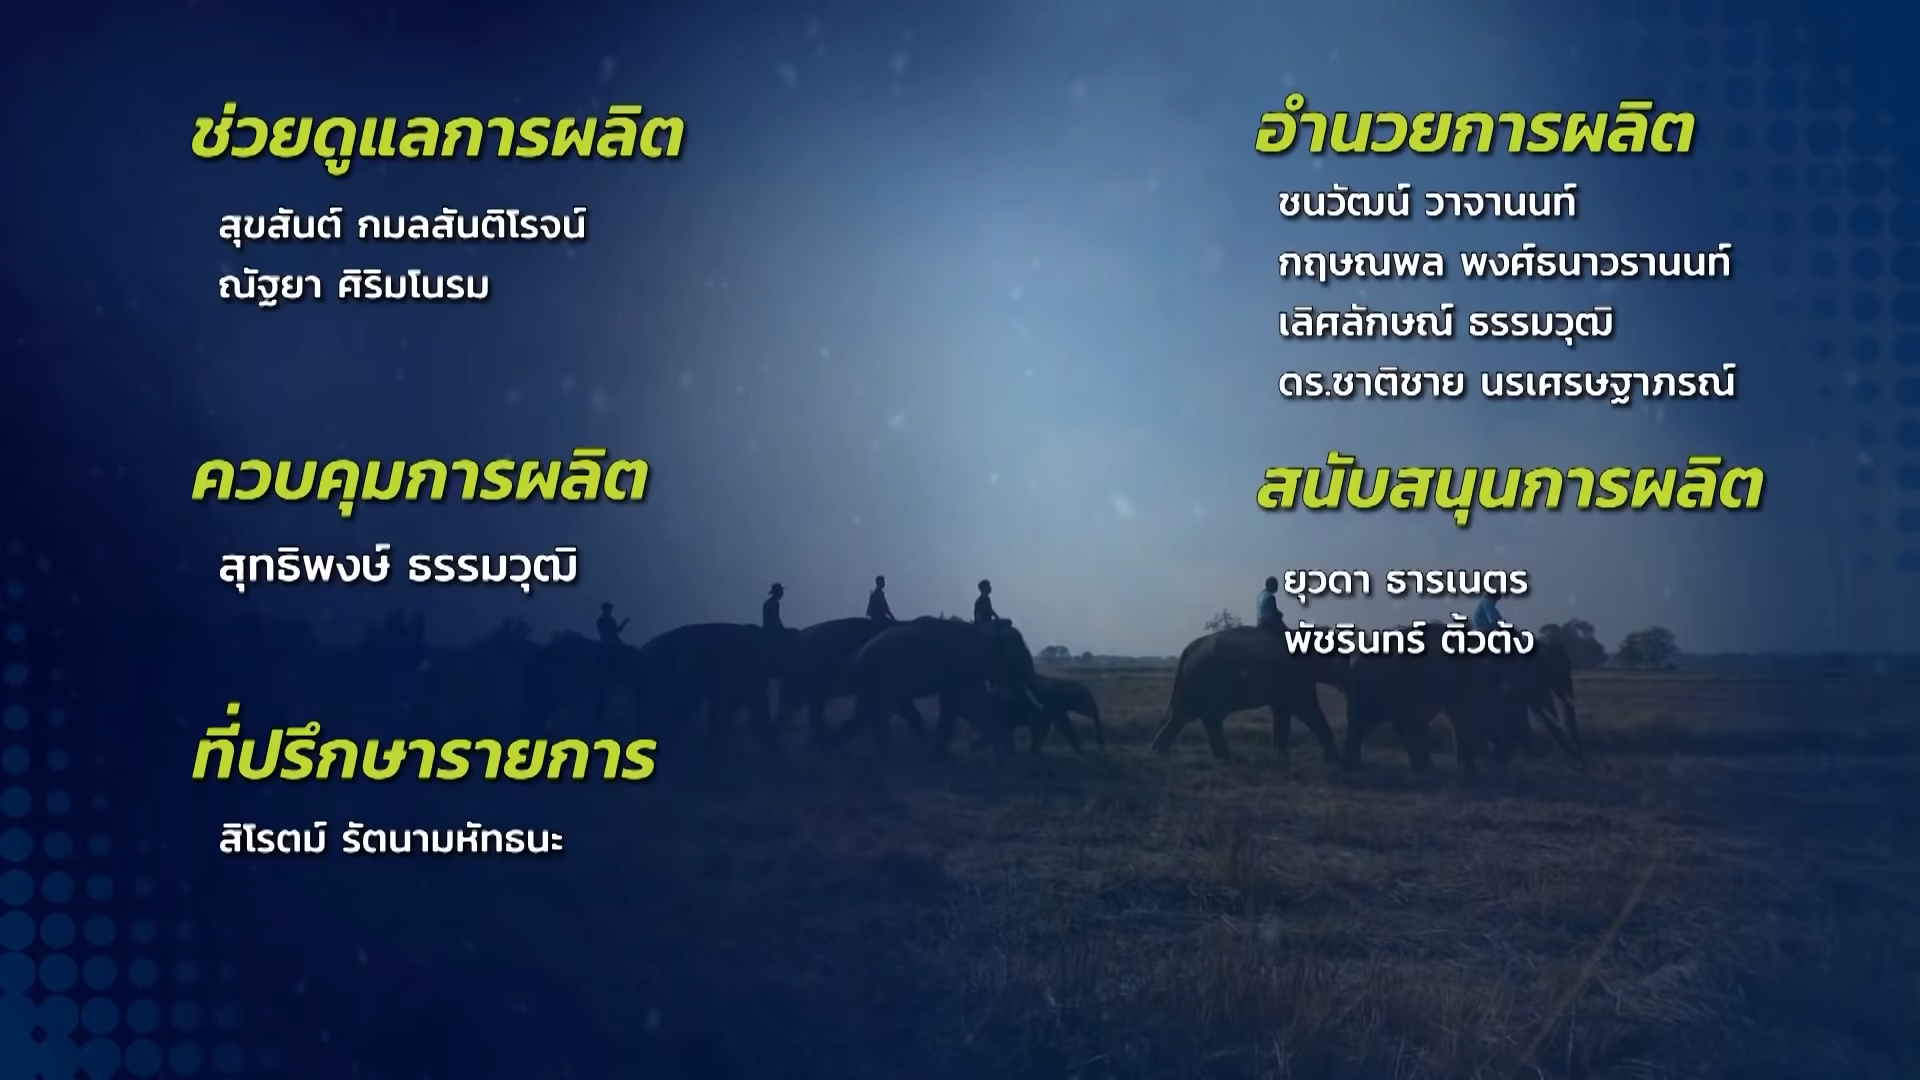 ช่วยดูแลการผลิต
สุขสันต์ กมลสันติโรจน์
ณัฐยา ศิริมโนรม
ควบคุมการผลิต
สุทธิพงษ์ ธรรมวุฒิ
ที่ปรึกษารายการ
สิโรตม์ รัตนามหัทธนะ
อำนวยการผลิต
ชนวัฒน์ วาจานนท์
กฤษณพล พงศ์ธนาวรานนท์
เลิศลักษณ์ ธรรมวุฒิ
ดร.ชาติชาย นรเศรษฐาภรณ์
สนับสนุนการผลิต
ยุวดา ธารเนตร
พัชรินทร์ ติ้วต้ง